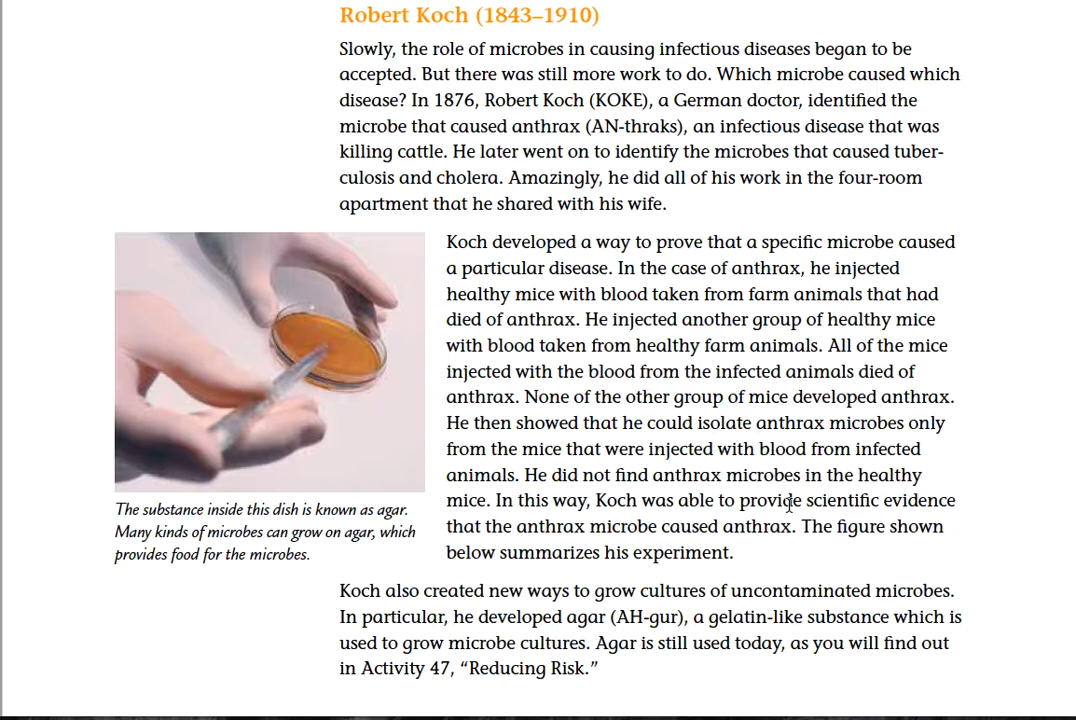 Robert Koch (1843–1910)
Slowly, the role of microbes in causing infectious diseases began to be
accepted. But there was still more work to do. Which microbe caused which
disease? In 1876, Robert Koch (KOKE), a German doctor, identified the
microbe that caused anthrax (AN-thraks), an infectious disease that was
killing cattle. He later went on to identify the microbes that caused tuber-
culosis and cholera. Amazingly, he did all of his work in the four-room
apartment that he shared with his wife.
Koch developed a way to prove that a specific microbe caused
a particular disease. In the case of anthrax, he injected
healthy mice with blood taken from farm animals that had
died of anthrax. He injected another group of healthy mice
with blood taken from healthy farm animals. All of the mice
injected with the blood from the infected animals died of
anthrax. None of the other group of mice developed anthrax.
He then showed that he could isolate anthrax microbes only
from the mice that were injected with blood from infected
animals. He did not find anthrax microbes in the healthy
mice. In this way, Koch was able to provide scientific evidence
that the anthrax microbe caused anthrax. The figure shown
below summarizes his experiment.
The substance inside this dish is known as agar.
Many kinds of microbes can grow on agar, which
provides food for the microbes.
Koch also created new ways to grow cultures of uncontaminated microbes.
In particular, he developed agar (AH-gur), a gelatin-like substance which is
used to grow microbe cultures. Agar is still used today, as you will find out
in Activity 47, “Reducing Risk.”